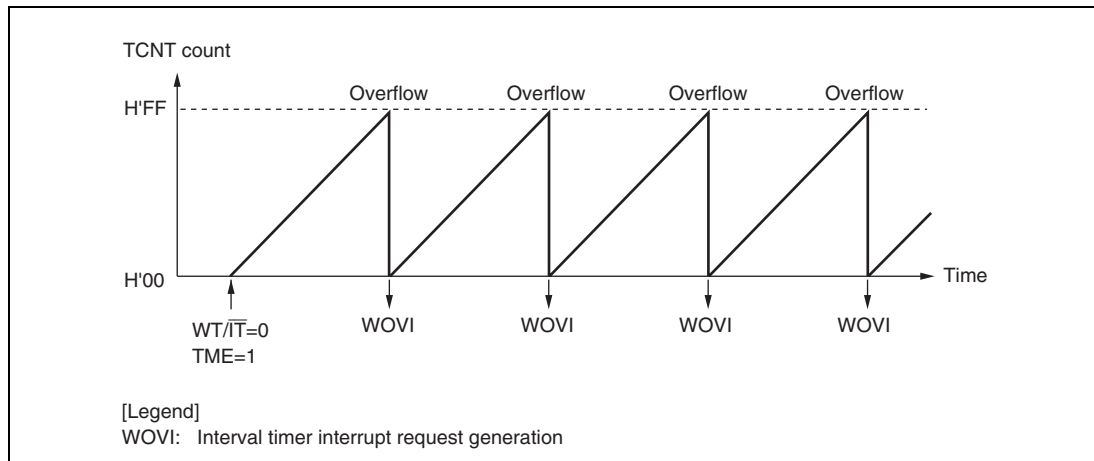 TCNT count
Overflow Overflow Overflow Overflow
H'FF
H'00
Time
WOVI WOVI WOVI WOVI
WT/I̅T̅=0
TME=1
[Legend]
WOVI: Interval timer interrupt request generation